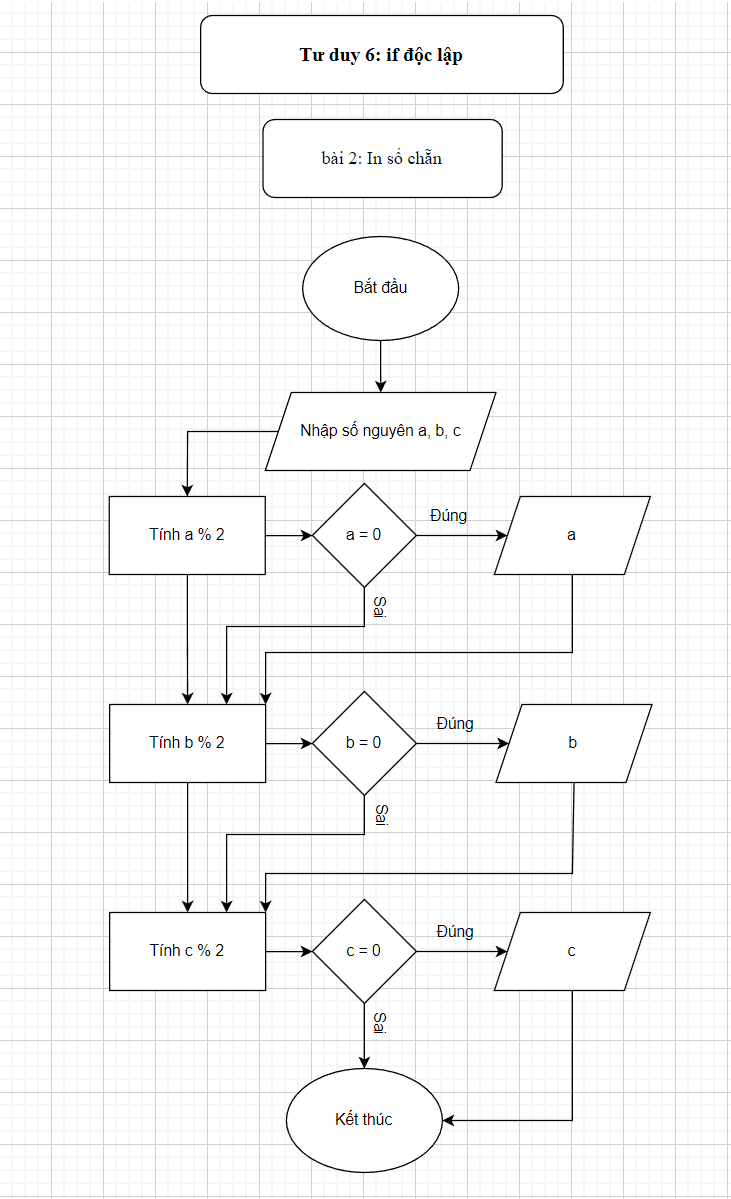 Tư duy 6: if độc lập
bài 2: In số chẵn
Bắt đầu
Nhập số nguyên a, b, c
Tính a % 2
a = 0
Đúng
a
Sai
Tính b % 2
b = 0
Đúng
b
Sai
Tính c % 2
c = 0
Đúng
c
Sai
Kết thúc